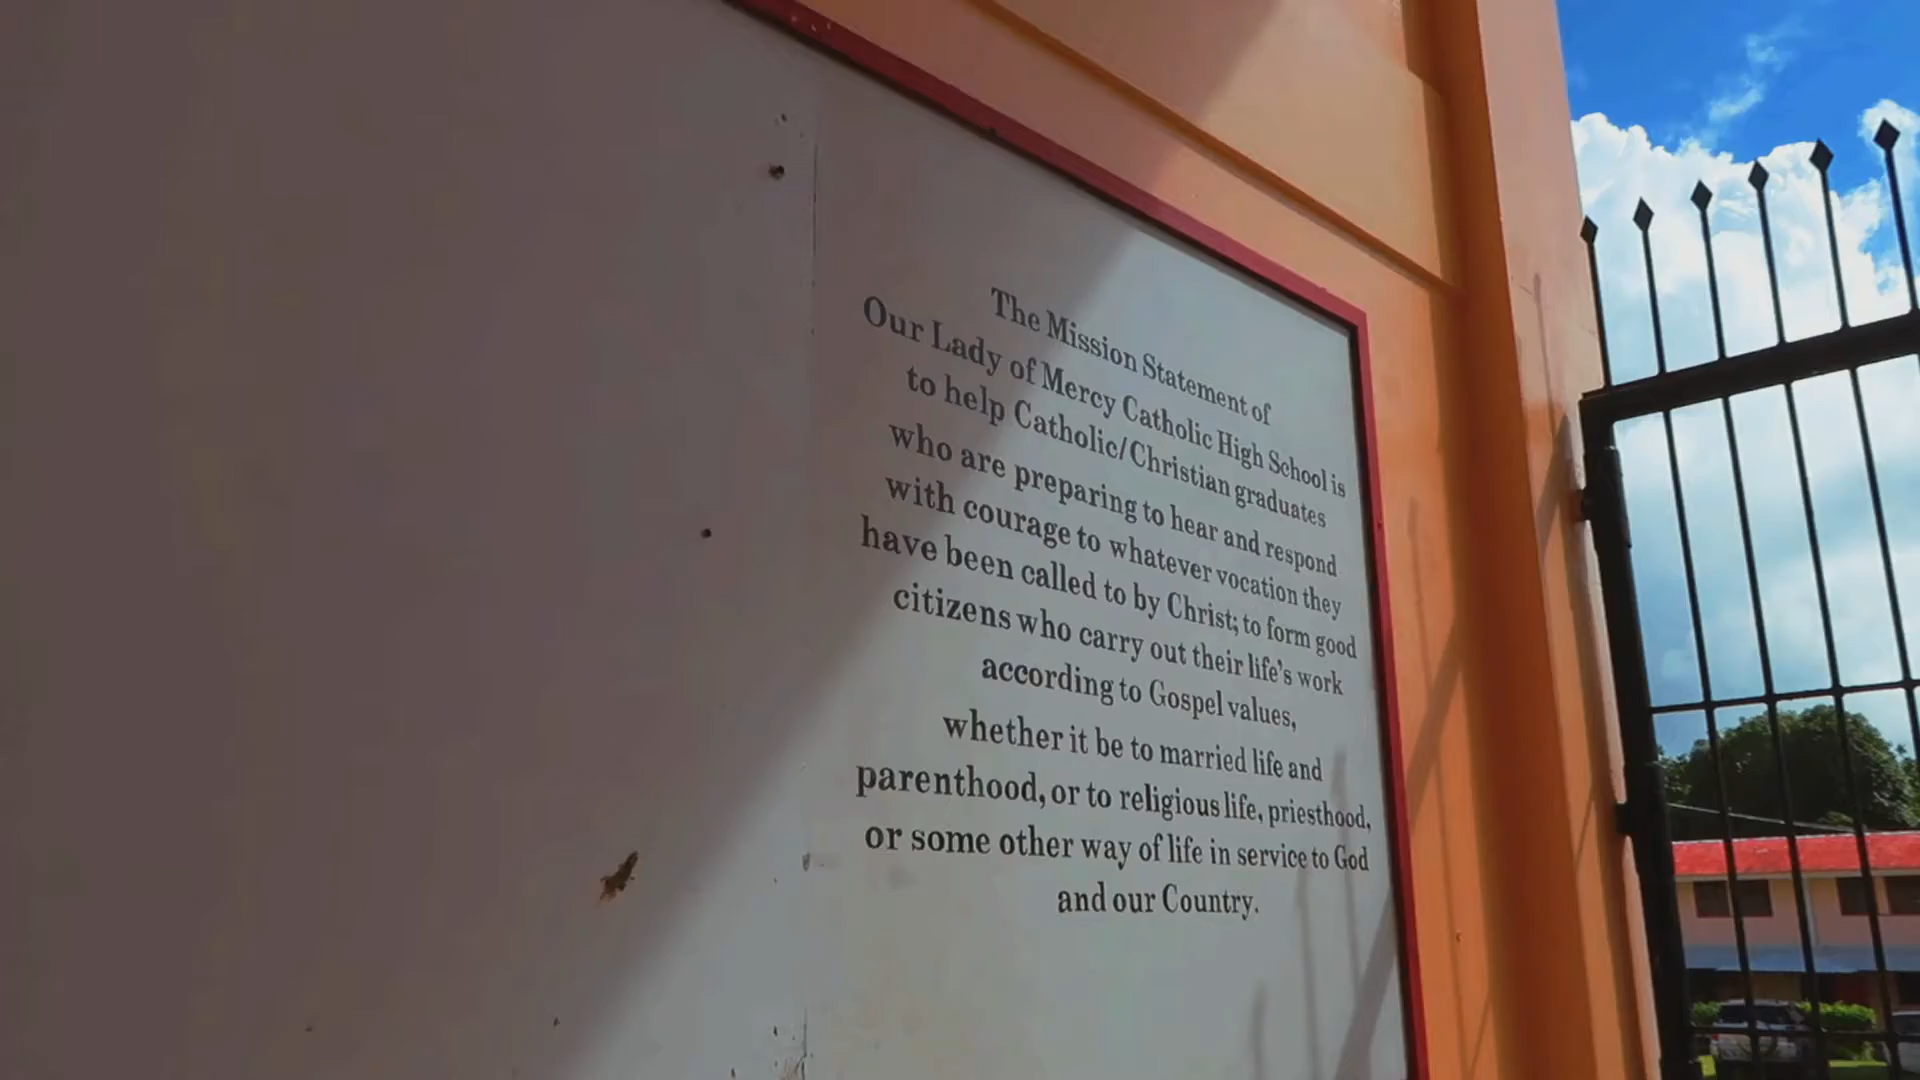 The Mission Statement of
Our Lady of Mercy Catholic High School is
to help Catholic/Christian graduates
who are preparing to hear and respond
with courage to whatever vocation they
have been called to by Christ; to form good
citizens who carry out their life's work
according to Gospel values,
whether it be to married life and
parenthood, or to religious life, priesthood,
or some other way of life in service to God
and our Country.